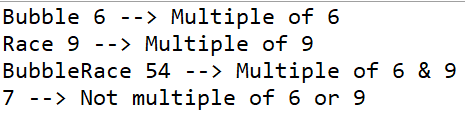 Bubble 6 --> Multiple of 6
Race 9 --> Multiple of 9
BubbleRace 54 --> Multiple of 6 & 9
7 --> Not multiple of 6 or 9